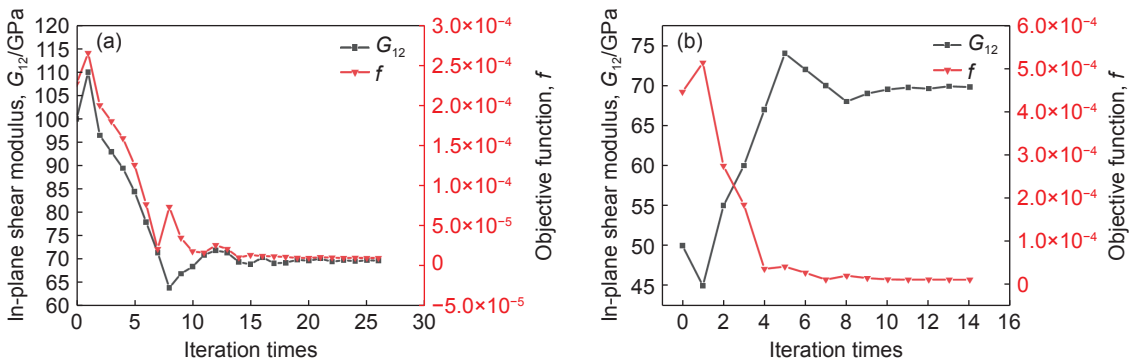 (a)
In-plane shear modulus, G₁₂/GPa
120
115
110
105
100
95
90
85
80
75
70
65
60
G₁₂
f
3.0×10⁻⁴
2.5×10⁻⁴
2.0×10⁻⁴
1.5×10⁻⁴
1.0×10⁻⁴
5.0×10⁻⁵
0
−5.0×10⁻⁵
Objective function, f
0 5 10 15 20 25 30
Iteration times
(b)
In-plane shear modulus, G₁₂/GPa
75
70
65
60
55
50
45
G₁₂
f
6.0×10⁻⁴
5.0×10⁻⁴
4.0×10⁻⁴
3.0×10⁻⁴
2.0×10⁻⁴
1.0×10⁻⁴
0
Objective function, f
0 2 4 6 8 10 12 14 16
Iteration times